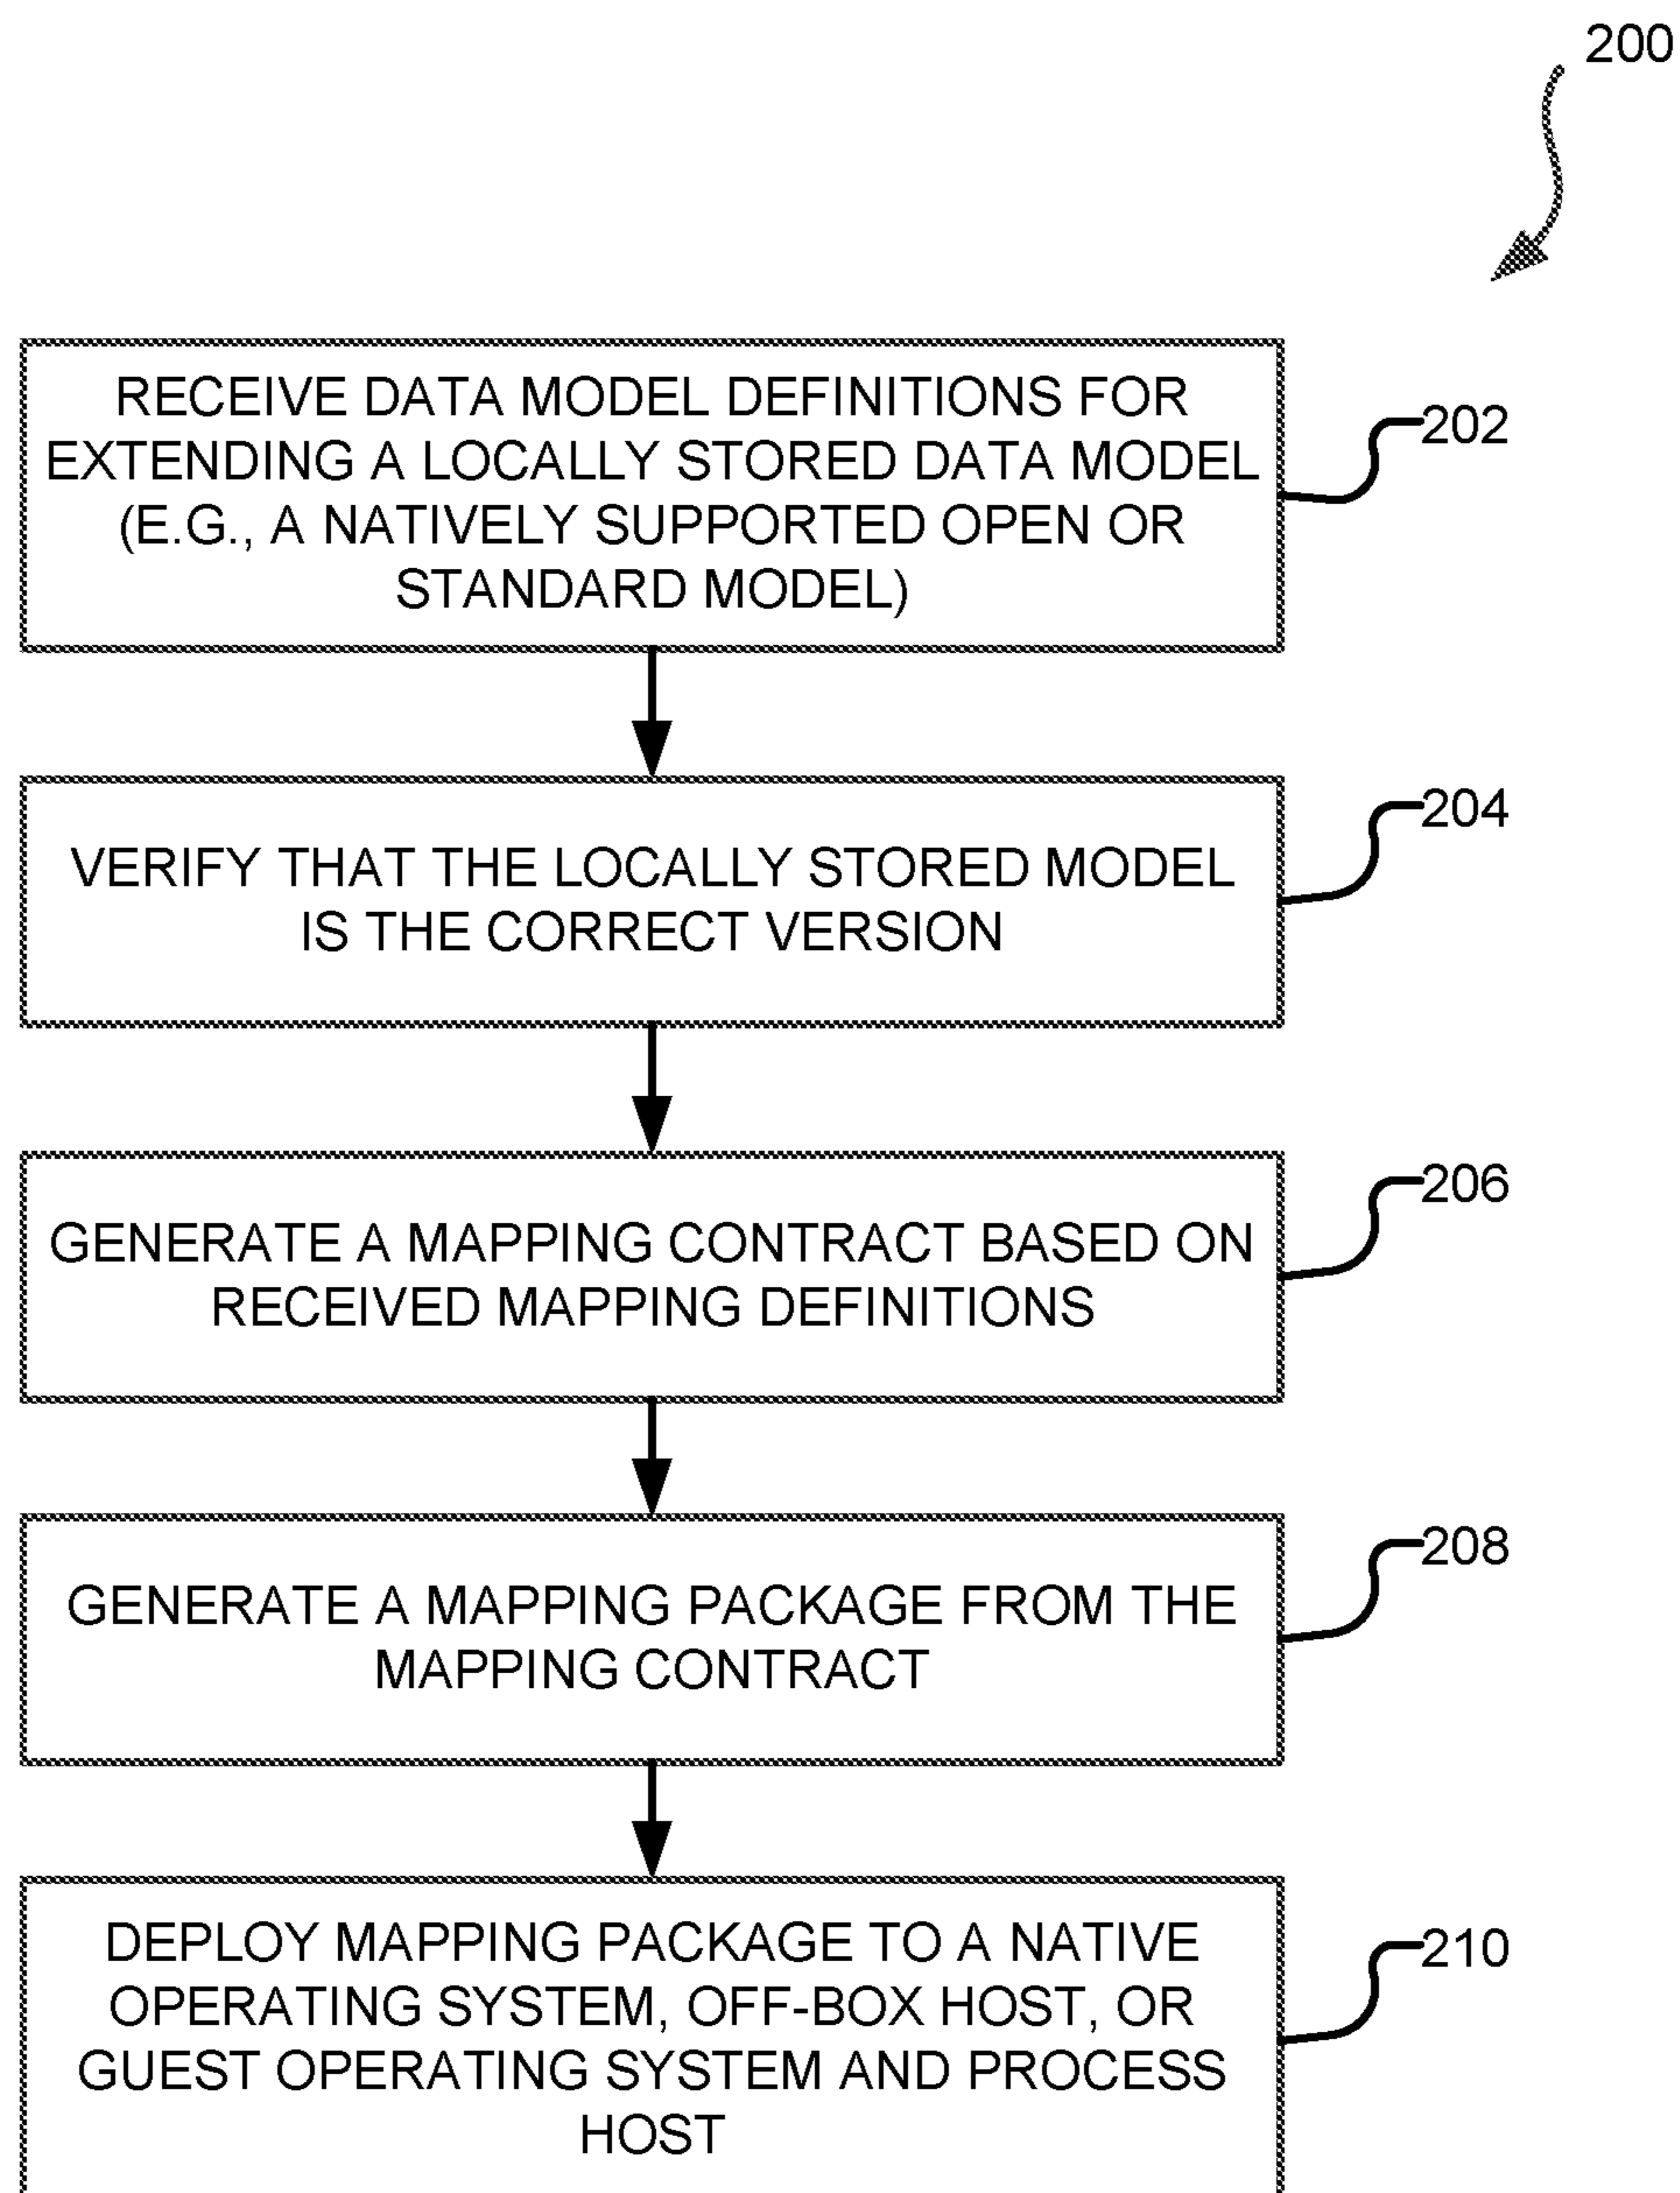 200
RECEIVE DATA MODEL DEFINITIONS FOR
EXTENDING A LOCALLY STORED DATA MODEL
(E.G., A NATIVELY SUPPORTED OPEN OR
STANDARD MODEL)
202
VERIFY THAT THE LOCALLY STORED MODEL
IS THE CORRECT VERSION
204
GENERATE A MAPPING CONTRACT BASED ON
RECEIVED MAPPING DEFINITIONS
206
GENERATE A MAPPING PACKAGE FROM THE
MAPPING CONTRACT
208
DEPLOY MAPPING PACKAGE TO A NATIVE
OPERATING SYSTEM, OFF-BOX HOST, OR
GUEST OPERATING SYSTEM AND PROCESS
HOST
210